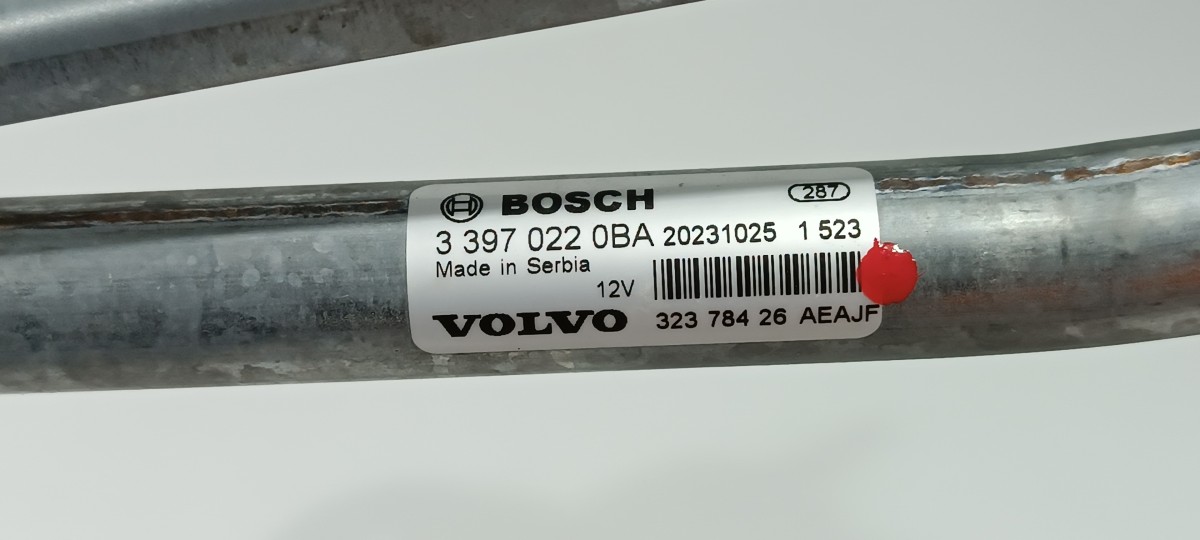 BOSCH 287
3 397 022 0BA 20231025 1 523
Made in Serbia
12V
VOLVO 323 784 26 AEAJF